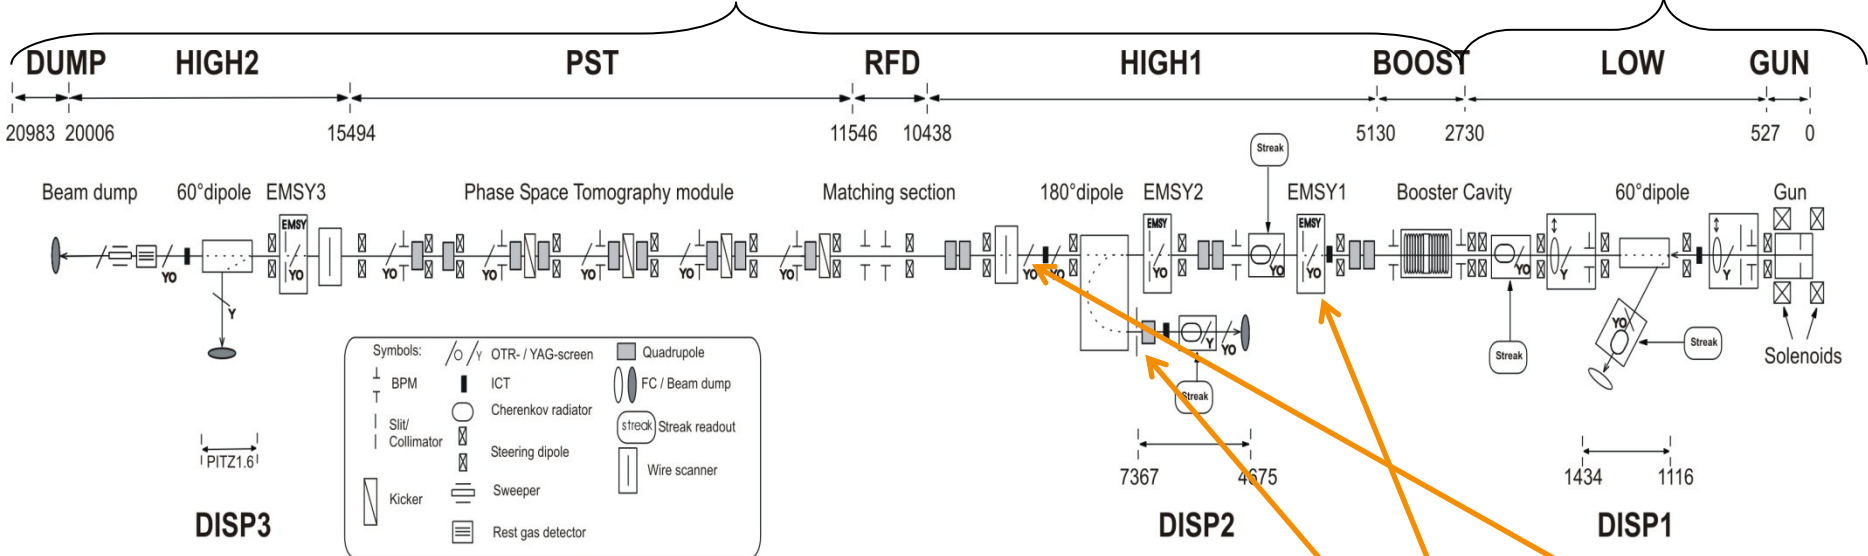 DUMP HIGH2 PST RFD HIGH1 BOOST LOW GUN
20983 20006 15494 11546 10438 5130 2730 527 0
Streak
Beam dump 60°dipole EMSY3 Phase Space Tomography module Matching section 180°dipole EMSY2 EMSY1 Booster Cavity 60°dipole Gun
EMSY EMSY EMSY
YO YO YO YO YO YO YO YO YO YO YO YO YO YO Y Y
Y
YO
Y YO
Streak
Streak
Solenoids
Streak
Symbols:
O Y OTR- / YAG-screen
Quadrupole
BPM
ICT
FC / Beam dump
Cherenkov radiator
Slit/
Collimator
streak Streak readout
Steering dipole
Wire scanner
Kicker
Sweeper
Rest gas detector
PITZ1.6
7367 4675
1434 1116
DISP3 DISP2 DISP1